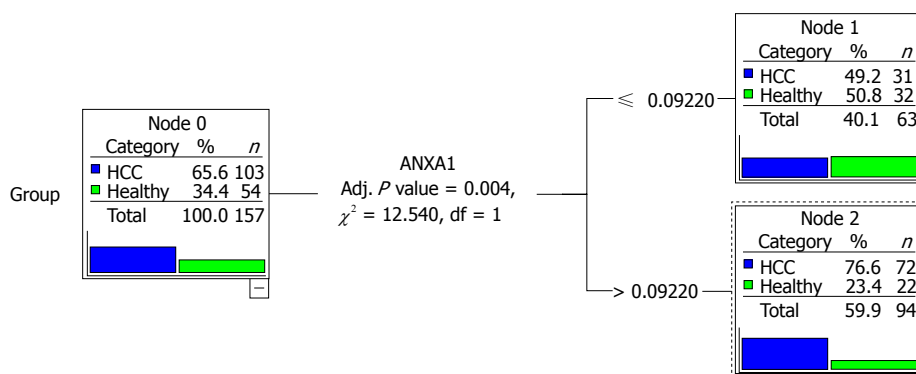 Group
Node 0
Category % n
HCC 65.6 103
Healthy 34.4 54
Total 100.0 157
ANXA1
Adj. P value = 0.004,
χ² = 12.540, df = 1
≤ 0.09220
Node 1
Category % n
HCC 49.2 31
Healthy 50.8 32
Total 40.1 63
> 0.09220
Node 2
Category % n
HCC 76.6 72
Healthy 23.4 22
Total 59.9 94